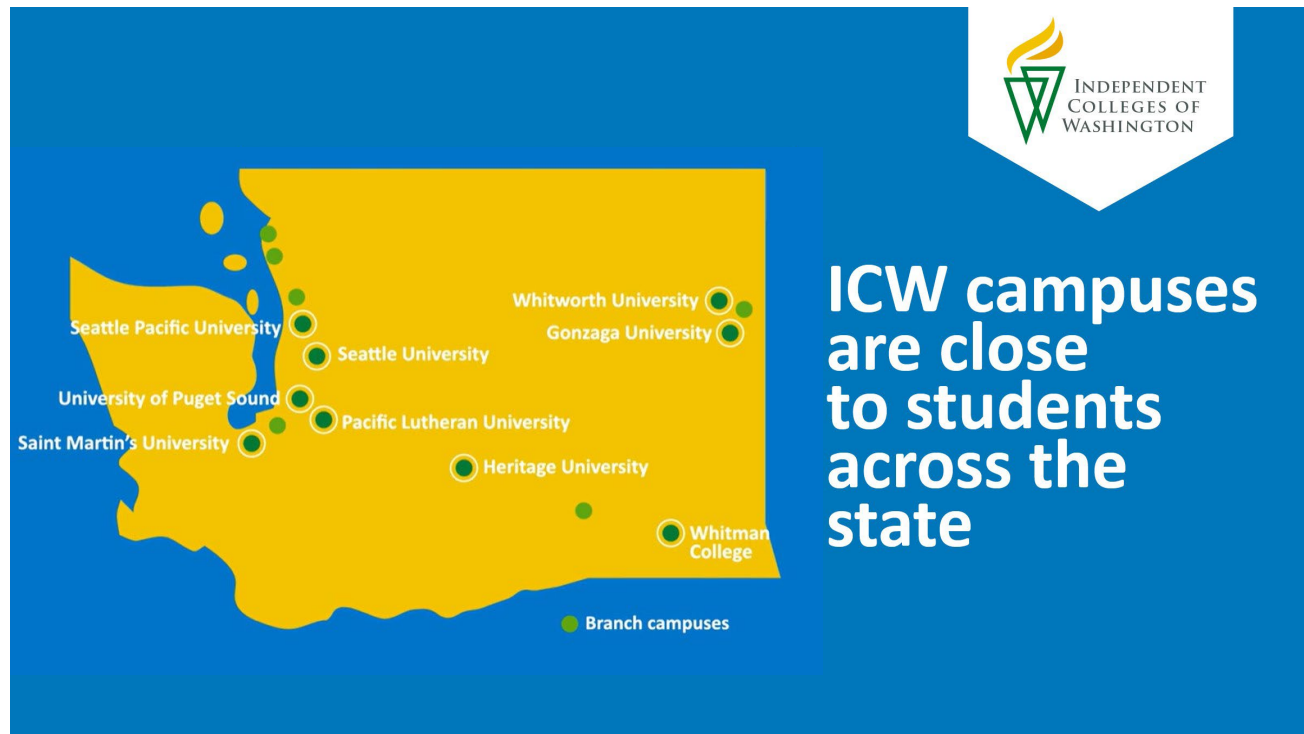 INDEPENDENT
COLLEGES OF
WASHINGTON
ICW campuses
are close
to students
across the
state
Whitworth University
Gonzaga University
Seattle Pacific University
Seattle University
University of Puget Sound
Pacific Lutheran University
Saint Martin's University
Heritage University
Whitman
College
Branch campuses